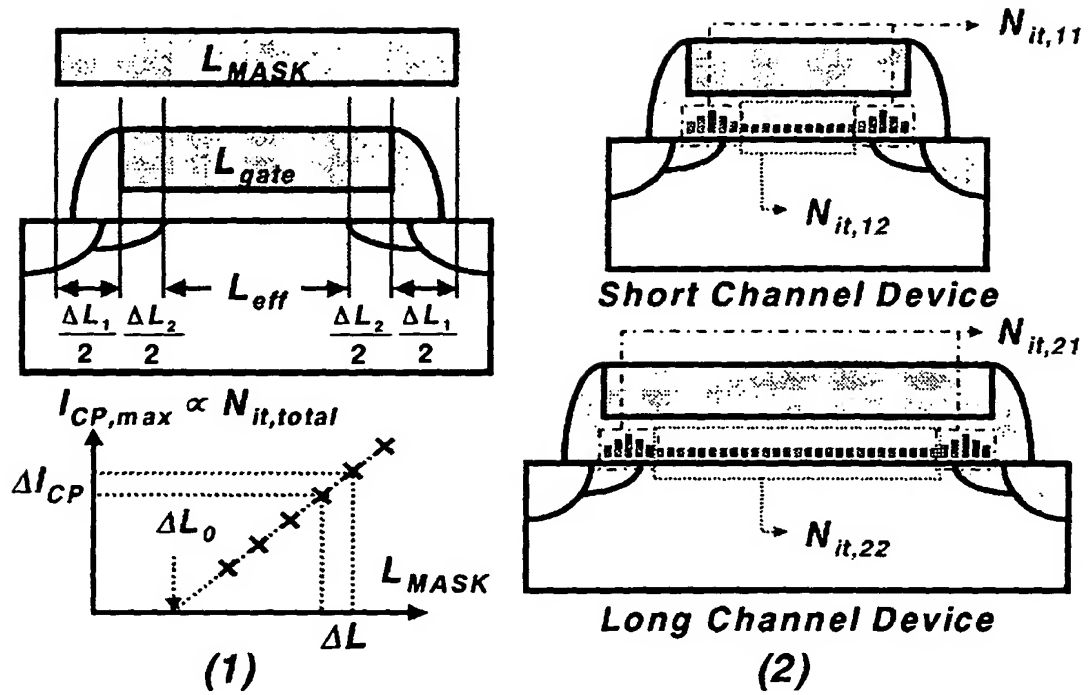 L_MASK
L_gate
L_eff
ΔL_1/2 ΔL_2/2 ΔL_2/2 ΔL_1/2
I_CP,max ∝ N_it,total
ΔI_CP
ΔL_0
L_MASK
ΔL
(1)
N_it,11
N_it,12
Short Channel Device
N_it,21
N_it,22
Long Channel Device
(2)